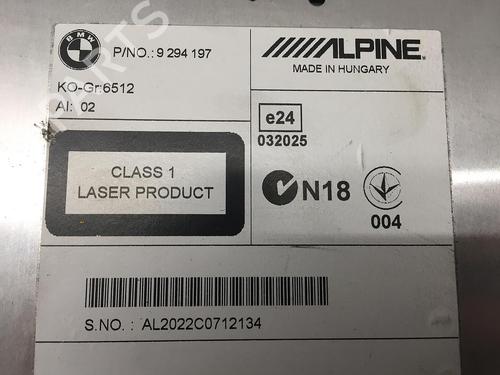 BMW
P/NO.: 9 294 197
KO-Gr:6512
AI: 02
ALPINE
MADE IN HUNGARY
e24
032025
CLASS 1
LASER PRODUCT
N18
004
S.NO. : AL2022C0712134
PARTS